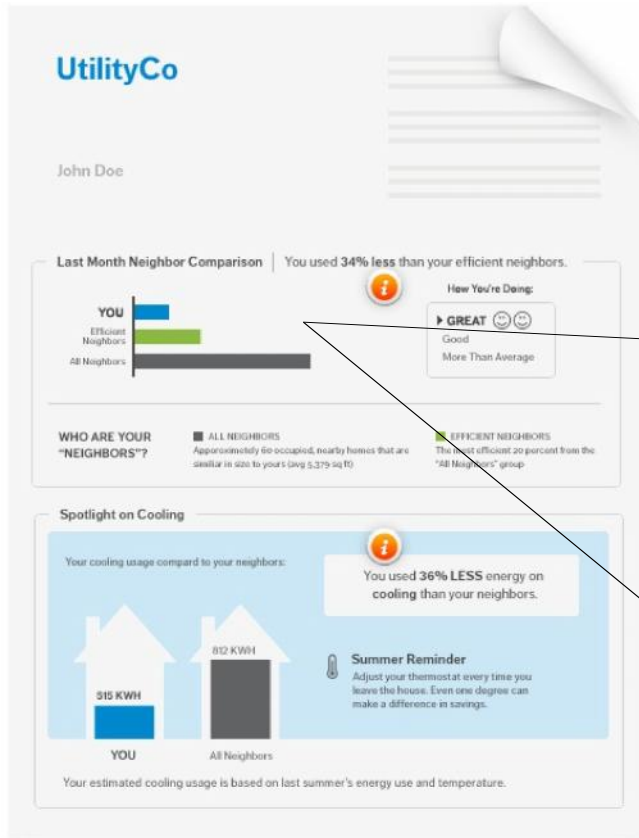 UtilityCo
John Doe
Last Month Neighbor Comparison | You used 34% less than your efficient neighbors.
i
How You're Doing:
YOU
Efficient
Neighbors
All Neighbors
GREAT
Good
More Than Average
WHO ARE YOUR
"NEIGHBORS"?
ALL NEIGHBORS
Approximately 60 occupied, nearby homes that are
similar in size to yours (avg 5,379 sq ft)
EFFICIENT NEIGHBORS
The most efficient 20 percent from the
"All Neighbors" group
Spotlight on Cooling
Your cooling usage compard to your neighbors:
i
You used 36% LESS energy on
cooling than your neighbors.
812 KWH
515 KWH
YOU
All Neighbors
Summer Reminder
Adjust your thermostat every time you
leave the house. Even one degree can
make a difference in savings.
Your estimated cooling usage is based on last summer's energy use and temperature.